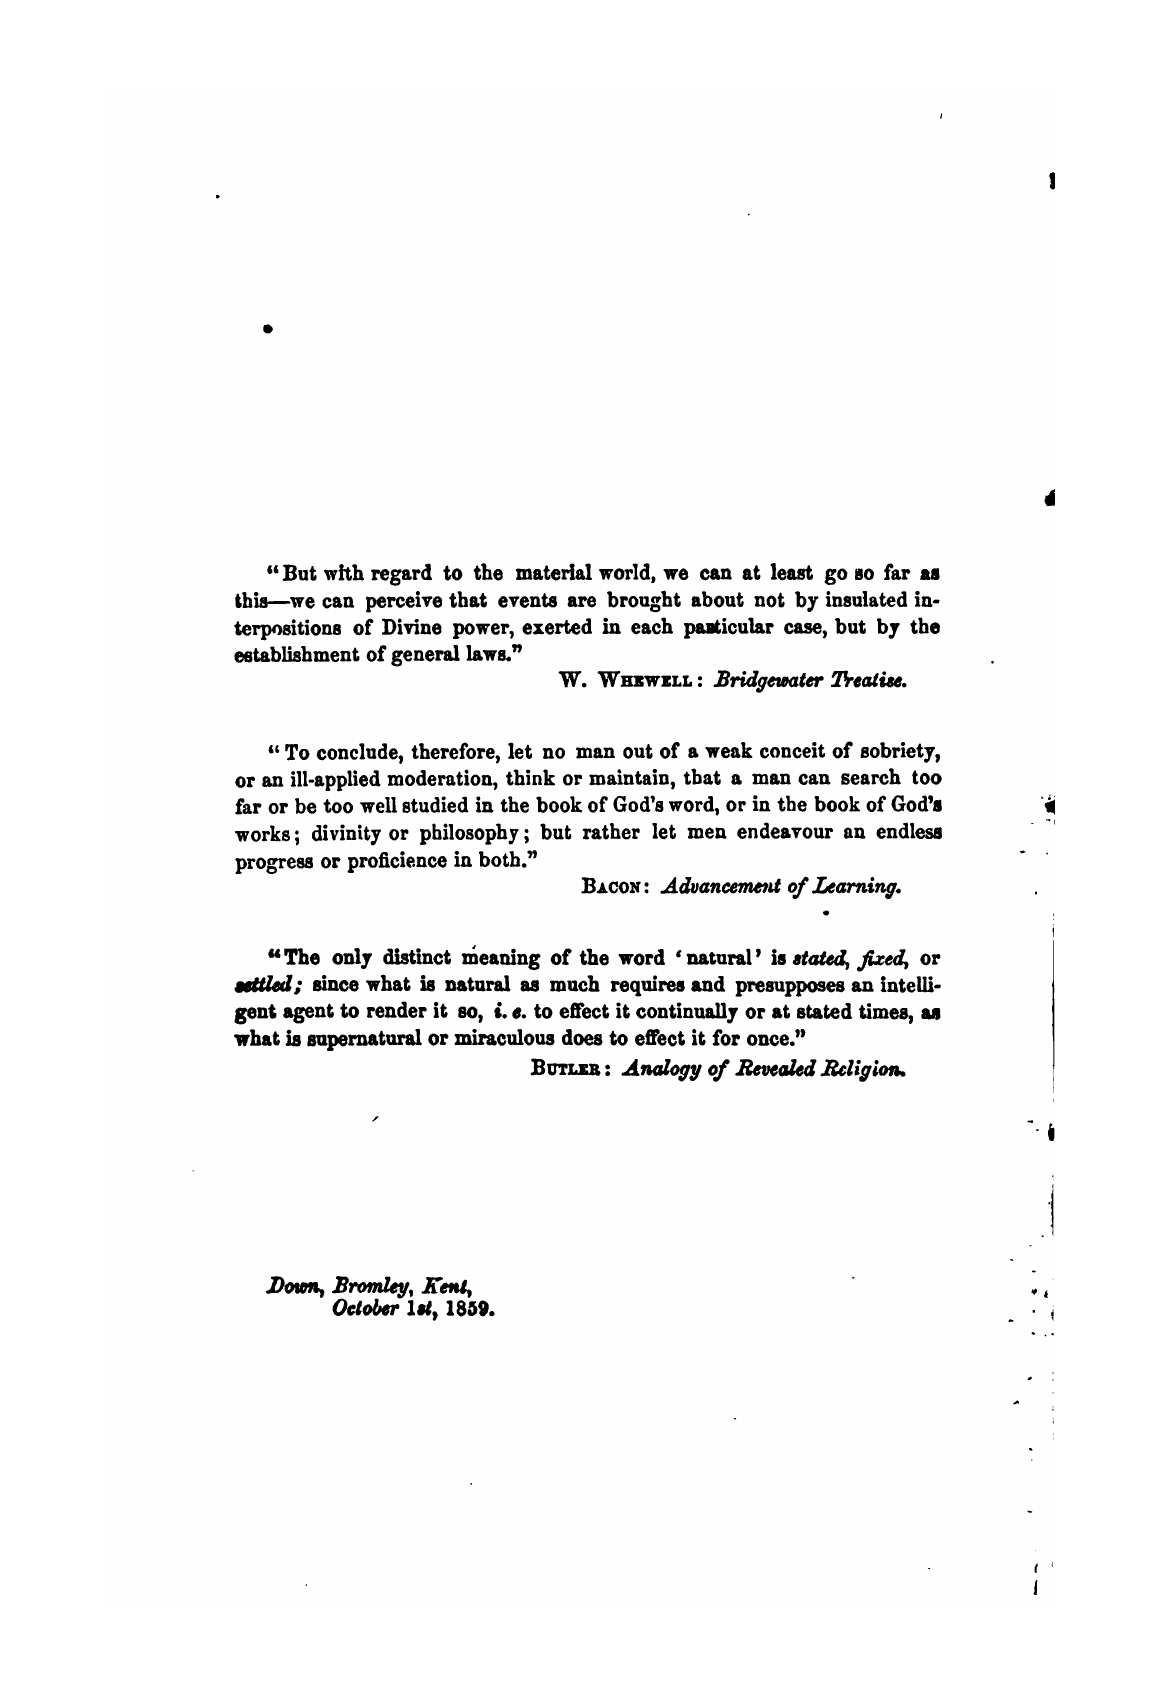 “But with regard to the material world, we can at least go so far as
this—we can perceive that events are brought about not by insulated in-
terpositions of Divine power, exerted in each particular case, but by the
establishment of general laws.”
W. Whewell: Bridgewater Treatise.
“To conclude, therefore, let no man out of a weak conceit of sobriety,
or an ill-applied moderation, think or maintain, that a man can search too
far or be too well studied in the book of God's word, or in the book of God's
works; divinity or philosophy; but rather let men endeavour an endless
progress or proficience in both.”
Bacon: Advancement of Learning.
“The only distinct meaning of the word ‘natural’ is stated, fixed, or
settled; since what is natural as much requires and presupposes an intelli-
gent agent to render it so, i. e. to effect it continually or at stated times, as
what is supernatural or miraculous does to effect it for once.”
Butler: Analogy of Revealed Religion.
Down, Bromley, Kent,
October 1st, 1859.